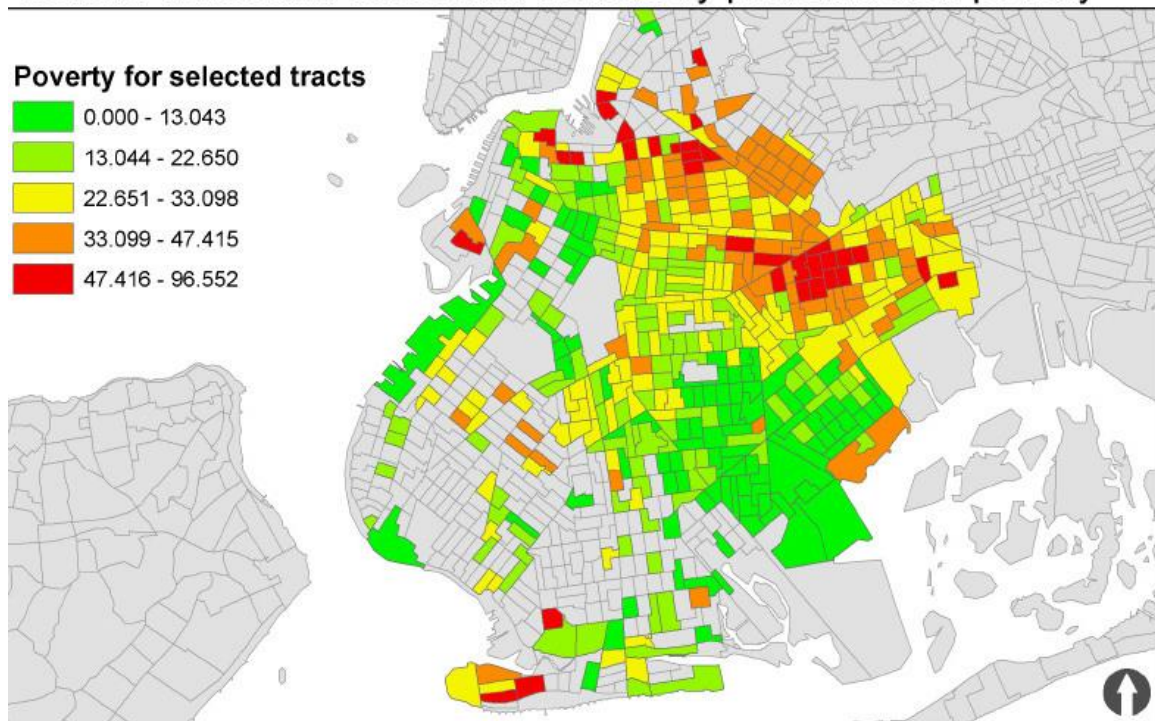 Poverty for selected tracts
0.000 - 13.043
13.044 - 22.650
22.651 - 33.098
33.099 - 47.415
47.416 - 96.552